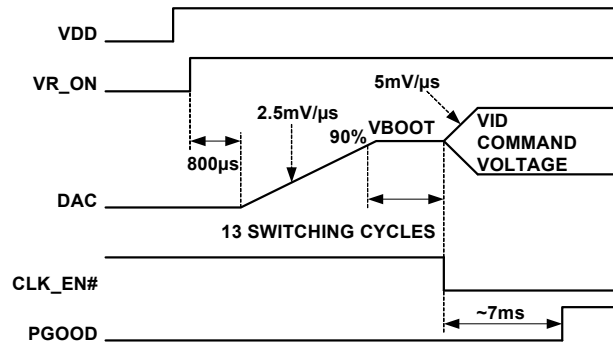 VDD
VR_ON
5mV/µs
2.5mV/µs
90%
VBOOT
VID
COMMAND
VOLTAGE
800µs
DAC
13 SWITCHING CYCLES
CLK_EN#
~7ms
PGOOD